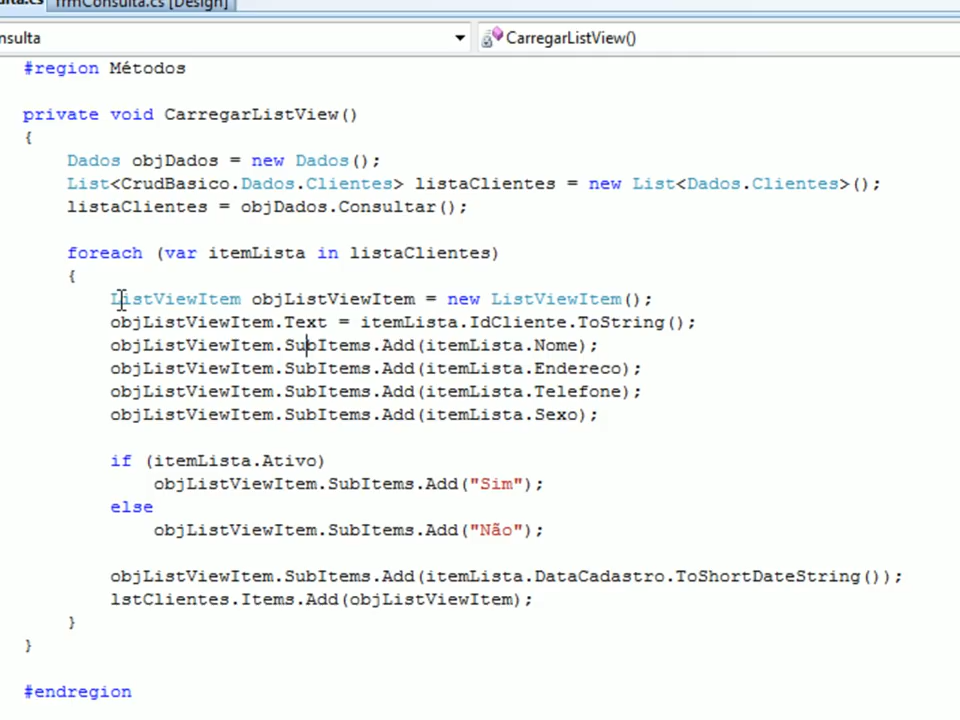 frmConsulta.cs [Design]
CarregarListView()
#region Métodos
private void CarregarListView()
{
Dados objDados = new Dados();
List<CrudBasico.Dados.Clientes> listaClientes = new List<Dados.Clientes>();
listaClientes = objDados.Consultar();
foreach (var itemLista in listaClientes)
{
ListViewItem objListViewItem = new ListViewItem();
objListViewItem.Text = itemLista.IdCliente.ToString();
objListViewItem.SubItems.Add(itemLista.Nome);
objListViewItem.SubItems.Add(itemLista.Endereco);
objListViewItem.SubItems.Add(itemLista.Telefone);
objListViewItem.SubItems.Add(itemLista.Sexo);
if (itemLista.Ativo)
objListViewItem.SubItems.Add("Sim");
else
objListViewItem.SubItems.Add("Não");
objListViewItem.SubItems.Add(itemLista.DataCadastro.ToShortDateString());
lstClientes.Items.Add(objListViewItem);
}
}
#endregion